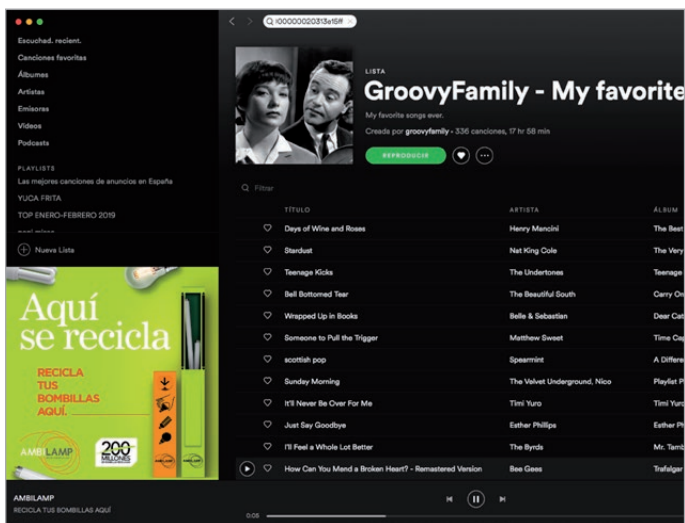 l00000020313e15ff
Escuchad. recient.
Canciones favoritas
Álbumes
Artistas
Emisoras
Vídeos
Podcasts
PLAYLISTS
Las mejores canciones de anuncios en España
YUCA FRITA
TOP ENERO-FEBRERO 2019
Nueva Lista
LISTA
GroovyFamily - My favorite
My favorite songs ever.
Creada por groovyfamily • 336 canciones, 17 hr 58 min
REPRODUCIR
Filtrar
TÍTULO ARTISTA ÁLBUM
Days of Wine and Roses Henry Mancini The Best
Stardust Nat King Cole The Very
Teenage Kicks The Undertones Teenage
Bell Bottomed Tear The Beautiful South Carry On
Wrapped Up in Books Belle & Sebastian Dear Cat
Someone to Pull the Trigger Matthew Sweet Time Cap
scottish pop Spearmint A Differe
Sunday Morning The Velvet Underground, Nico Playlist P
It'll Never Be Over For Me Timi Yuro Timi Yuro
Just Say Goodbye Esther Phillips Esther Ph
I'll Feel a Whole Lot Better The Byrds Mr. Tamb
How Can You Mend a Broken Heart? - Remastered Version Bee Gees Trafalgar
Aquí
se recicla
RECICLA
TUS
BOMBILLAS
AQUÍ.
AMBILAMP
200
MILLONES
AMBILAMP
RECICLA TUS BOMBILLAS AQUÍ
0:05